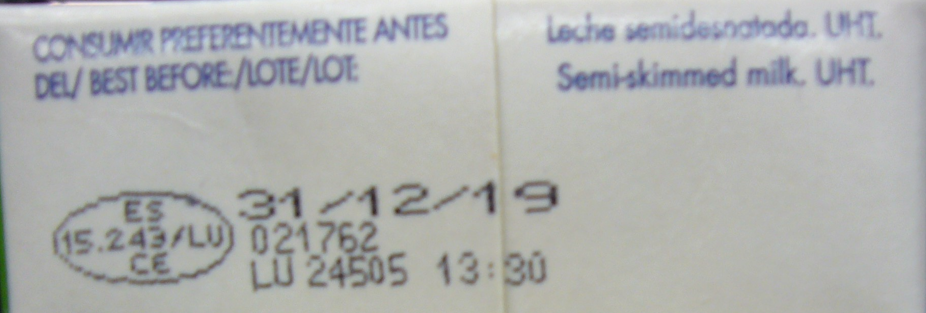 CONSUMIR PREFERENTEMENTE ANTES
DEL/ BEST BEFORE:/LOTE/LOT:
Leche semidesnatada. UHT.
Semi-skimmed milk. UHT.
ES
15.243/LU
CE
31/12/19
021762
LU 24505 13:30